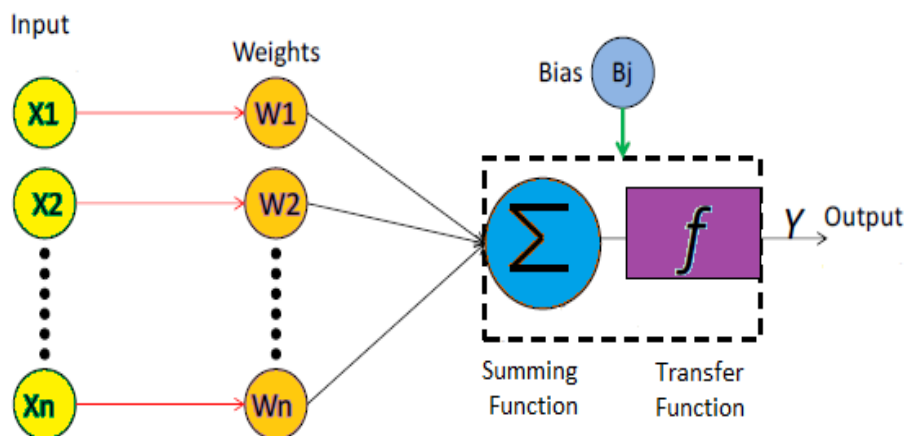 Input
Weights
Bias
Bj
X1
W1
X2
W2
Σ
f
Y
Output
Xn
Wn
Summing
Function
Transfer
Function